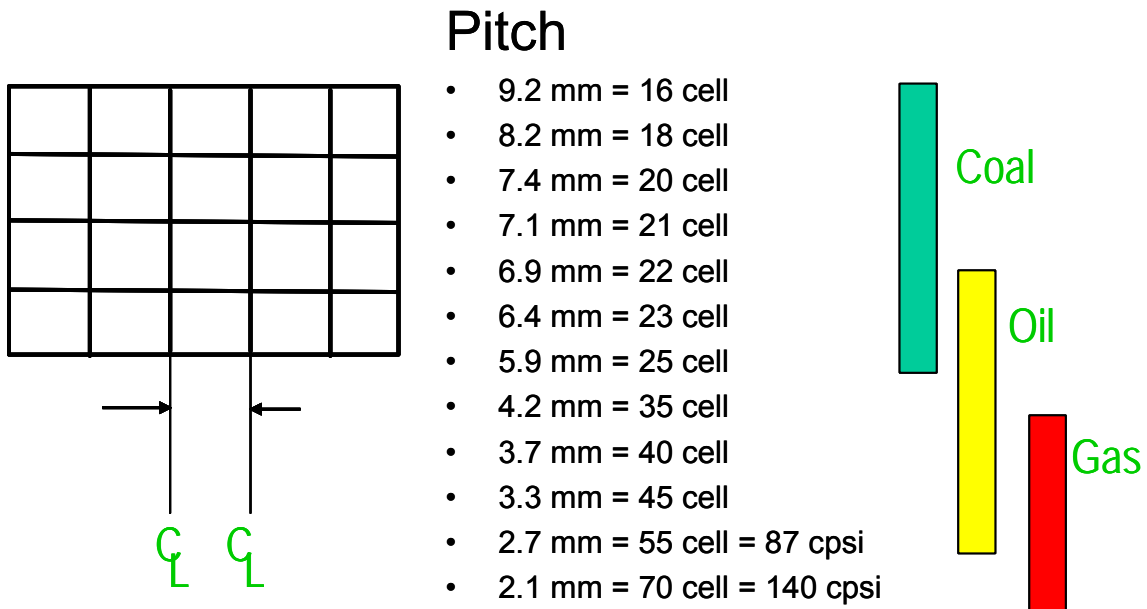 Pitch
• 9.2 mm = 16 cell
• 8.2 mm = 18 cell
• 7.4 mm = 20 cell
• 7.1 mm = 21 cell
• 6.9 mm = 22 cell
• 6.4 mm = 23 cell
• 5.9 mm = 25 cell
• 4.2 mm = 35 cell
• 3.7 mm = 40 cell
• 3.3 mm = 45 cell
• 2.7 mm = 55 cell = 87 cpsi
• 2.1 mm = 70 cell = 140 cpsi
CL CL
Coal
Oil
Gas